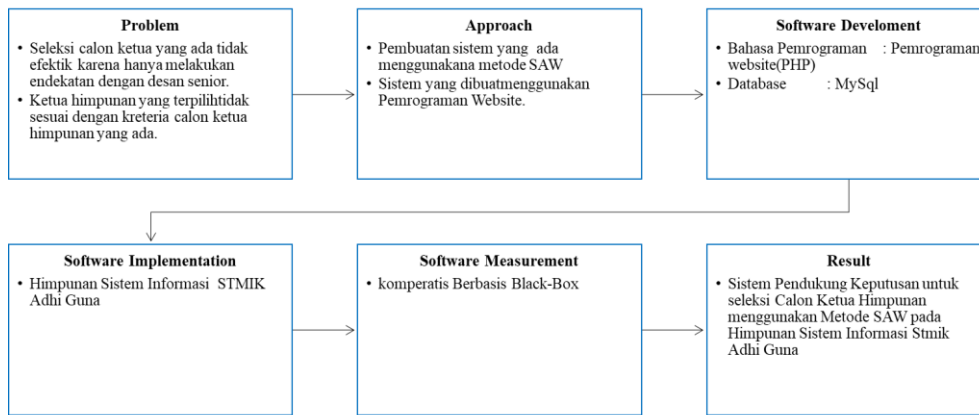 Problem
• Seleksi calon ketua yang ada tidak
efektik karena hanya melakukan
endekatan dengan desan senior.
• Ketua himpunan yang terpilihtidak
sesuai dengan kreteria calon ketua
himpunan yang ada.
Approach
• Pembuatan sistem yang ada
menggunakana metode SAW
• Sistem yang dibuatmenggunakan
Pemrograman Website.
Software Develoment
• Bahasa Pemrograman : Pemrograman
website(PHP)
• Database : MySql
Software Implementation
• Himpunan Sistem Informasi STMIK
Adhi Guna
Software Measurement
• komperatis Berbasis Black-Box
Result
• Sistem Pendukung Keputusan untuk
seleksi Calon Ketua Himpunan
menggunakan Metode SAW pada
Himpunan Sistem Informasi Stmik
Adhi Guna